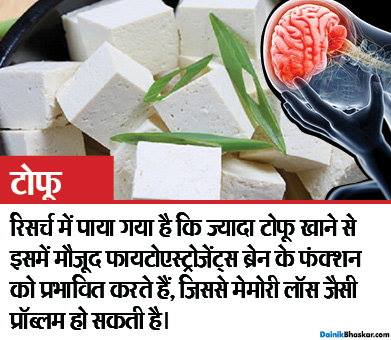 टोफू
रिसर्च में पाया गया है कि ज्यादा टोफू खाने से
इसमें मौजूद फायटोएस्ट्रोजेंट्स ब्रेन के फंक्शन
को प्रभावित करते हैं, जिससे मेमोरी लॉस जैसी
प्रॉब्लम हो सकती है।
DainikBhaskar.com